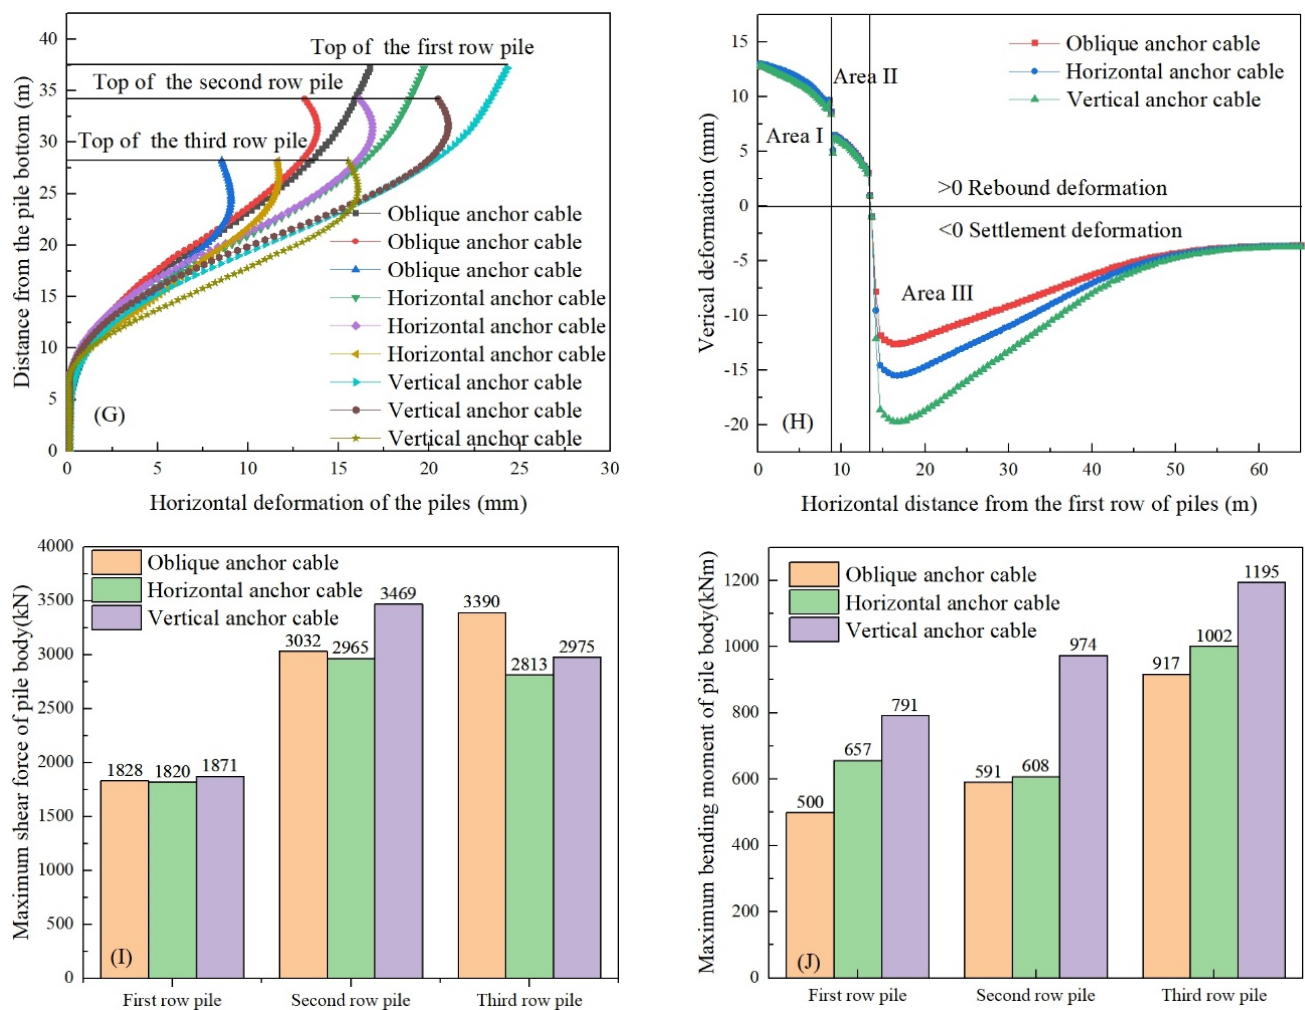 40
35
30
25
20
15
10
5
0
Distance from the pile bottom (m)
Top of the first row pile
Top of the second row pile
Top of the third row pile
Oblique anchor cable
Oblique anchor cable
Oblique anchor cable
Horizontal anchor cable
Horizontal anchor cable
Horizontal anchor cable
Vertical anchor cable
Vertical anchor cable
Vertical anchor cable
(G)
0 5 10 15 20 25 30
Horizontal deformation of the piles (mm)
15
10
5
0
-5
-10
-15
-20
Verical deformation (mm)
Oblique anchor cable
Horizontal anchor cable
Vertical anchor cable
Area II
Area I
>0 Rebound deformation
<0 Settlement deformation
Area III
(H)
0 10 20 30 40 50 60
Horizontal distance from the first row of piles (m)
4000
3500
3000
2500
2000
1500
1000
500
0
Maximum shear force of pile body(kN)
Oblique anchor cable
Horizontal anchor cable
Vertical anchor cable
1828 1820 1871
3032 2965 3469
3390 2813 2975
(I)
First row pile Second row pile Third row pile
1200
1000
800
600
400
200
0
Maximum bending moment of pile body(kNm)
Oblique anchor cable
Horizontal anchor cable
Vertical anchor cable
500 657 791
591 608 974
917 1002 1195
(J)
First row pile Second row pile Third row pile